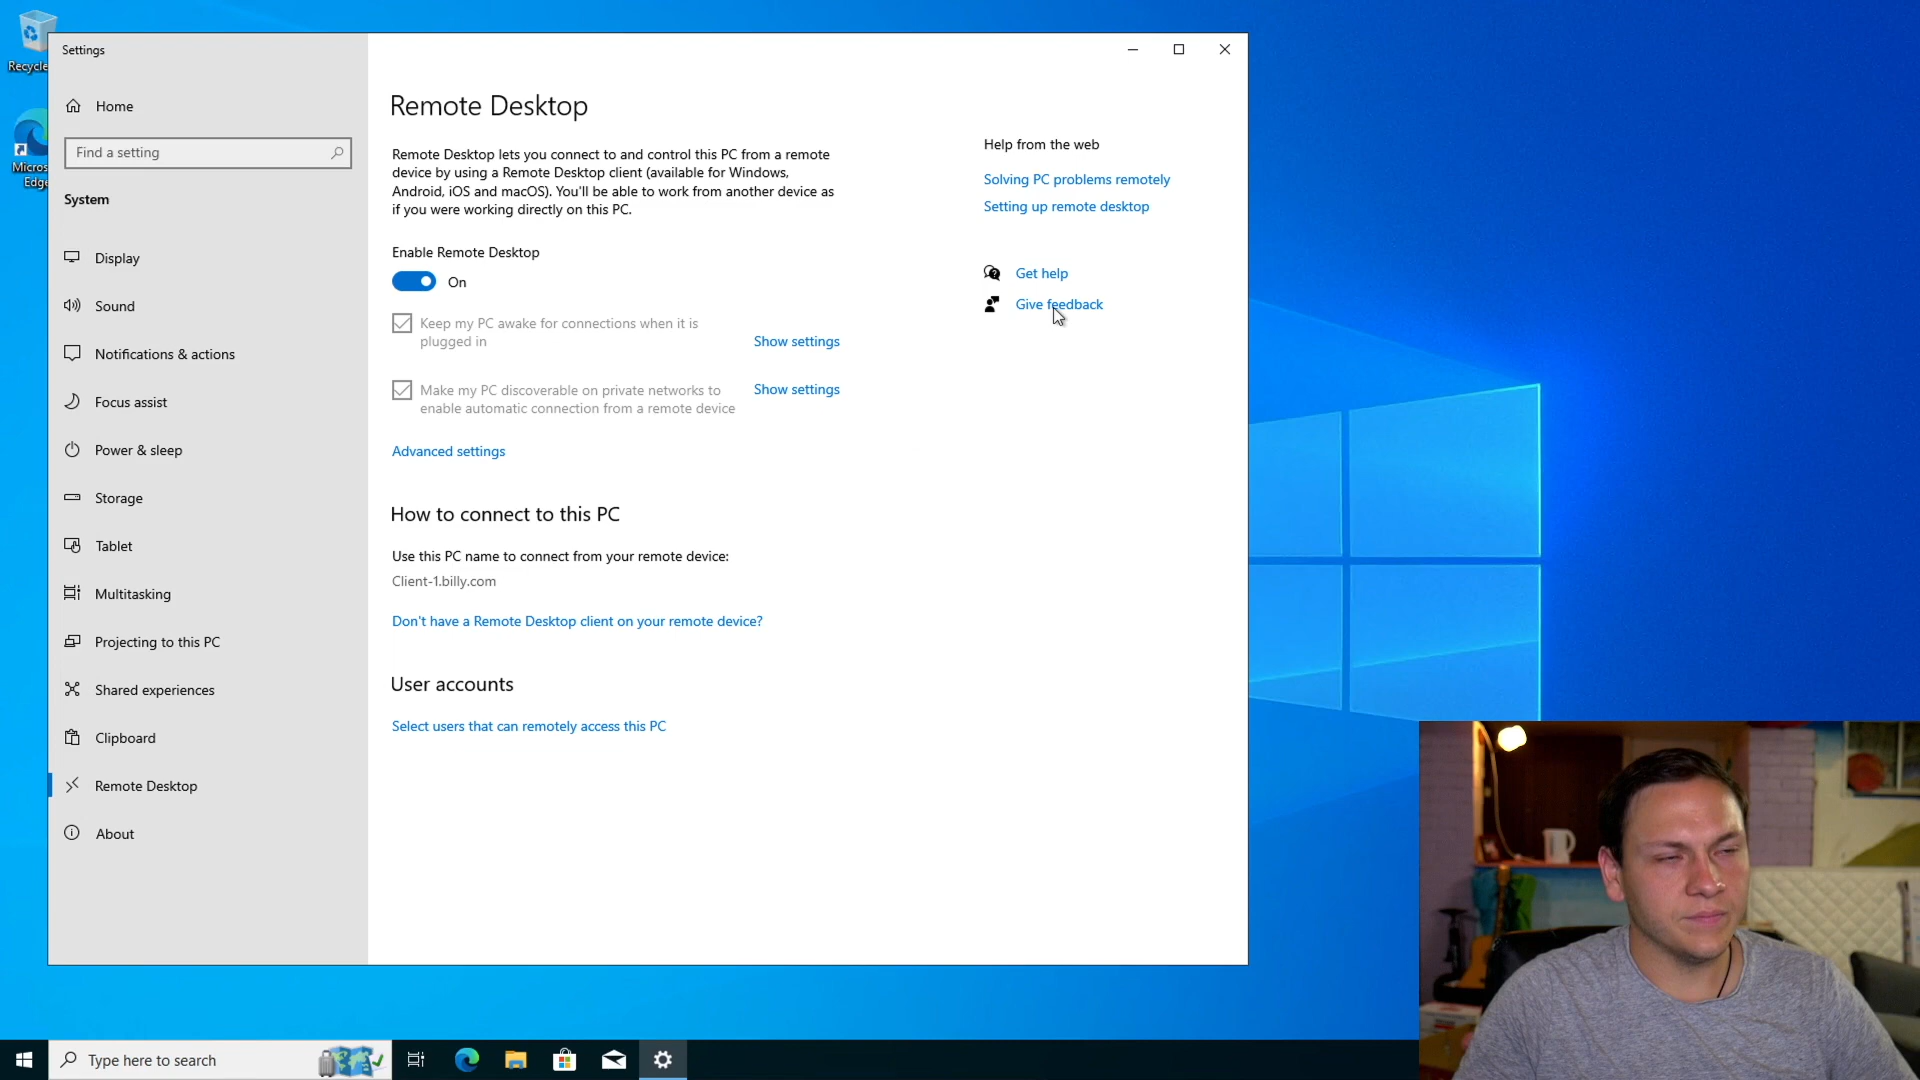 Recycle
Micros
Edge
Settings
Home
Find a setting
System
Display
Sound
Notifications & actions
Focus assist
Power & sleep
Storage
Tablet
Multitasking
Projecting to this PC
Shared experiences
Clipboard
Remote Desktop
About
Remote Desktop
Remote Desktop lets you connect to and control this PC from a remote
device by using a Remote Desktop client (available for Windows,
Android, iOS and macOS). You'll be able to work from another device as
if you were working directly on this PC.
Enable Remote Desktop
On
Keep my PC awake for connections when it is
plugged in
Show settings
Make my PC discoverable on private networks to
enable automatic connection from a remote device
Show settings
Advanced settings
How to connect to this PC
Use this PC name to connect from your remote device:
Client-1.billy.com
Don't have a Remote Desktop client on your remote device?
User accounts
Select users that can remotely access this PC
Help from the web
Solving PC problems remotely
Setting up remote desktop
Get help
Give feedback
Type here to search